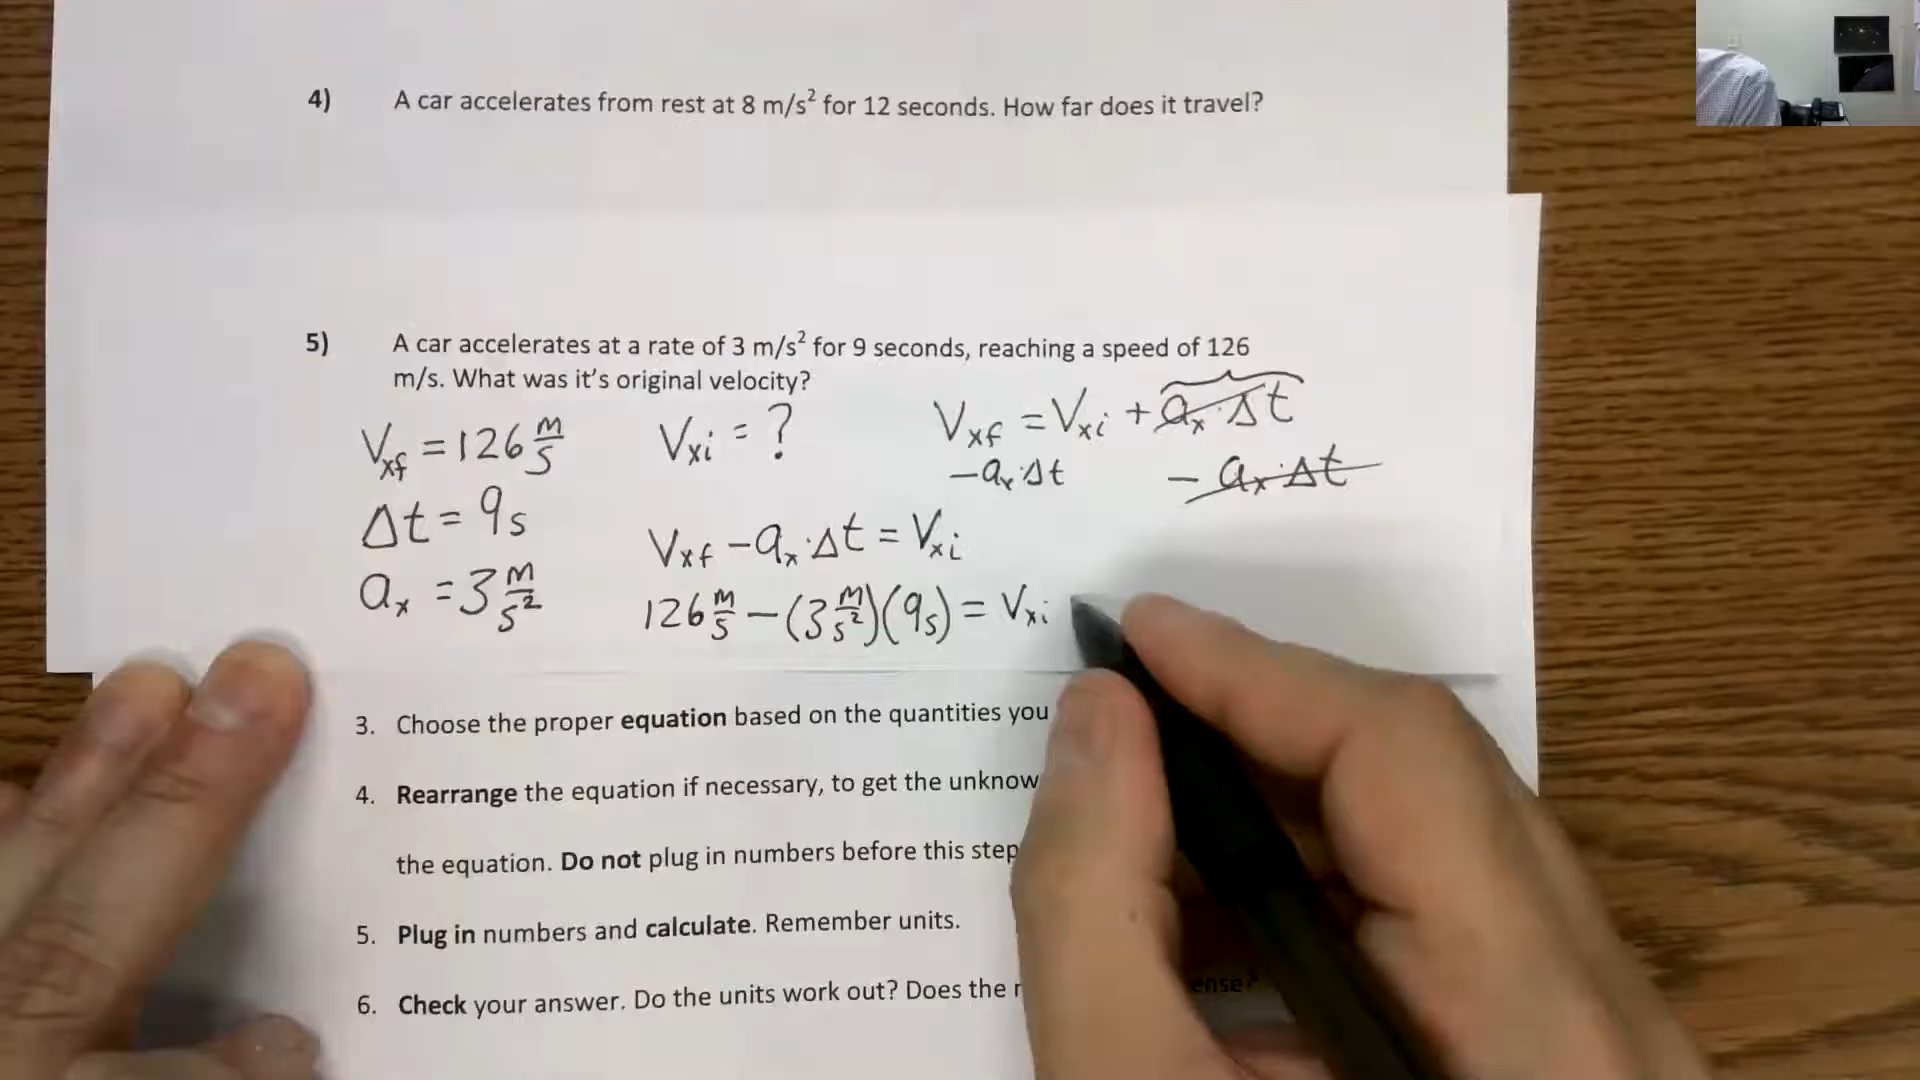 4) A car accelerates from rest at 8 m/s² for 12 seconds. How far does it travel?
5) A car accelerates at a rate of 3 m/s² for 9 seconds, reaching a speed of 126
m/s. What was it's original velocity?
Vxf = 126 m/s
Δt = 9s
ax = 3 m/s²
Vxi = ?
Vxf = Vxi + ax·Δt
-ax·Δt - ax·Δt
Vxf - ax·Δt = Vxi
126 m/s - (3 m/s²)(9s) = Vxi
3. Choose the proper equation based on the quantities you
4. Rearrange the equation if necessary, to get the
the equation. Do not plug in numbers before this step
5. Plug in numbers and calculate. Remember units.
6. Check your answer. Do the units work out? Does the